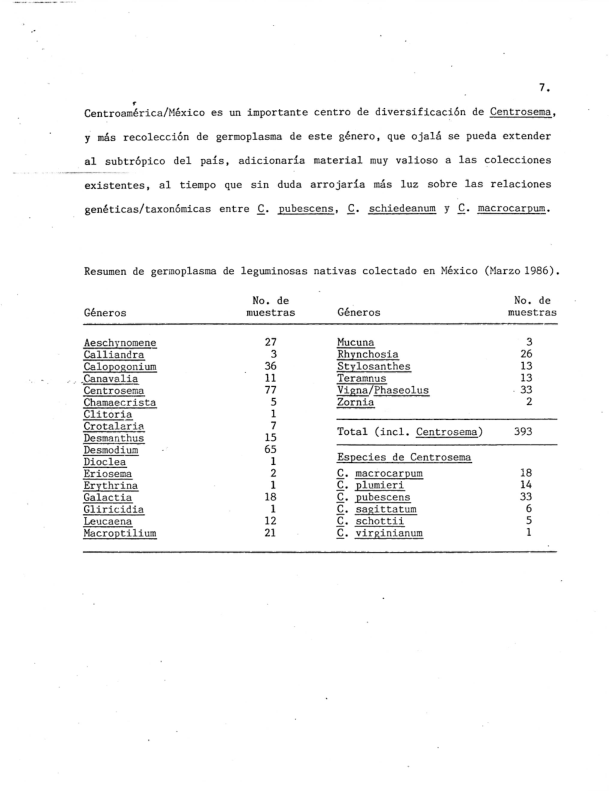 7.
Centroamérica/México es un importante centro de diversificación de Centrosema,
y más recolección de germoplasma de este género, que ojalá se pueda extender
al subtrópico del país, adicionaría material muy valioso a las colecciones
existentes, al tiempo que sin duda arrojaría más luz sobre las relaciones
genéticas/taxonómicas entre C. pubescens, C. schiedeanum y C. macrocarpum.
Resumen de germoplasma de leguminosas nativas colectado en México (Marzo 1986).
Géneros No. de muestras Géneros No. de muestras
Aeschynomene 27 Mucuna 3
Calliandra 3 Rhynchosia 26
Calopogonium 36 Stylosanthes 13
Canavalia 11 Teramnus 13
Centrosema 77 Vigna/Phaseolus 33
Chamaecrista 5 Zornia 2
Clitoria 1
Crotalaria 7 Total (incl. Centrosema) 393
Desmanthus 15
Desmodium 65 Especies de Centrosema
Dioclea 1
Eriosema 2 C. macrocarpum 18
Erythrina 1 C. plumieri 14
Galactia 18 C. pubescens 33
Gliricidia 1 C. sagittatum 6
Leucaena 12 C. schottii 5
Macroptilium 21 C. virginianum 1